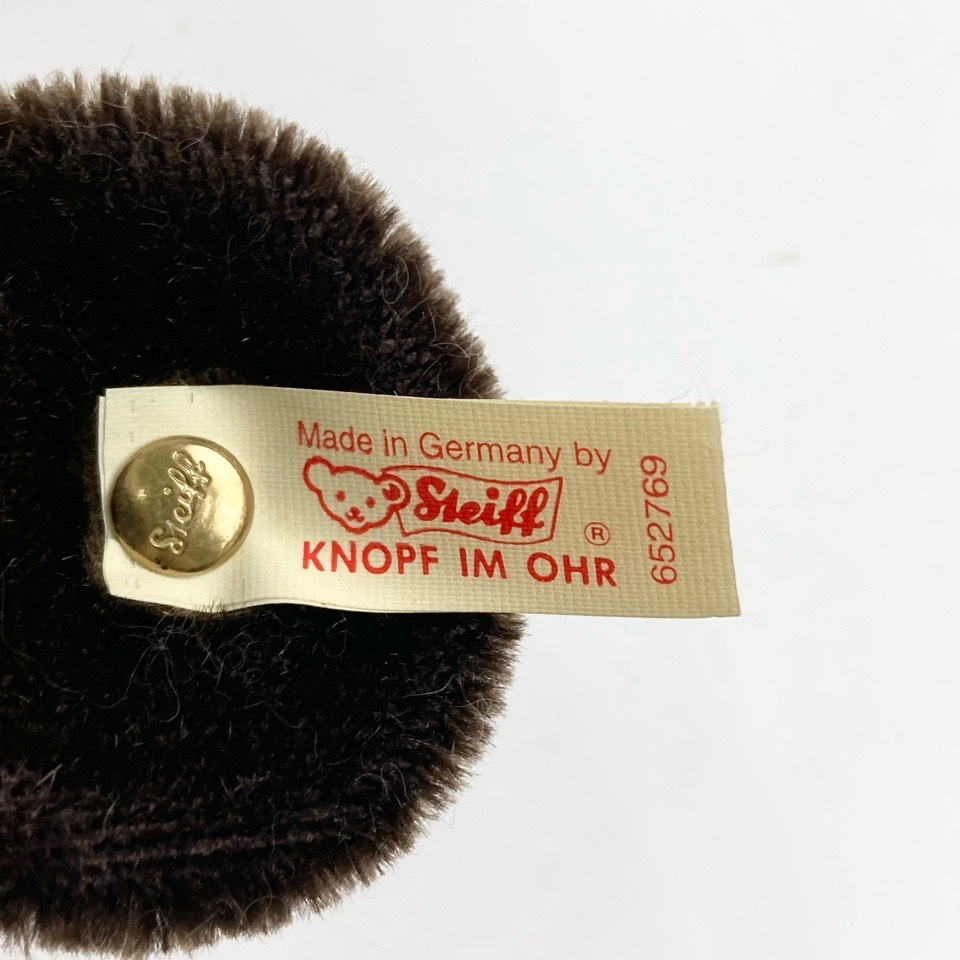 Steiff
Made in Germany by
Steiff
®
KNOPF IM OHR
652769